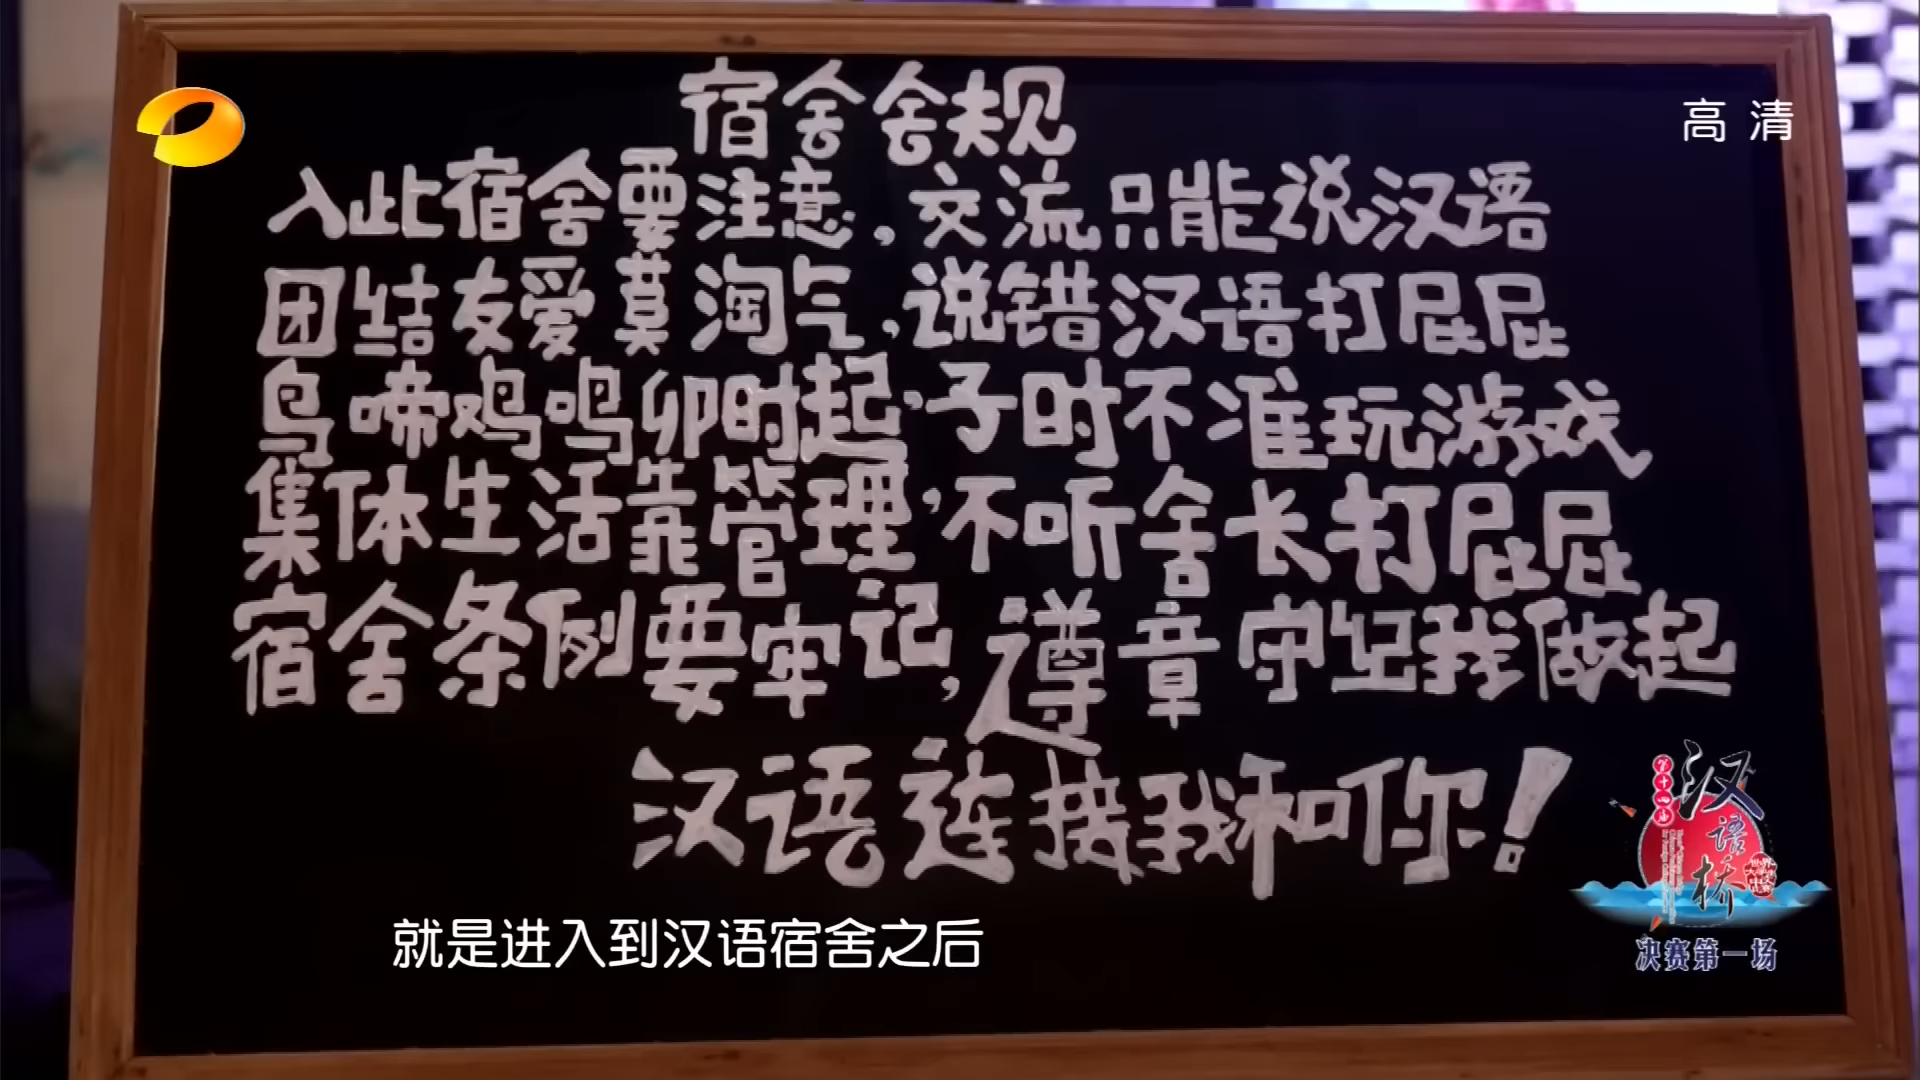 高清
宿舍舍规
入此宿舍要注意，交流只能说汉语
团结友爱莫淘气，说错汉语打屁屁
鸟啼鸡鸣卯时起，子时不准玩游戏
集体生活靠管理，不听舍长打屁屁
宿舍条例要牢记，遵章守纪我做起
汉语连接我和你！
第十四届
汉语桥
决赛第一场
就是进入到汉语宿舍之后